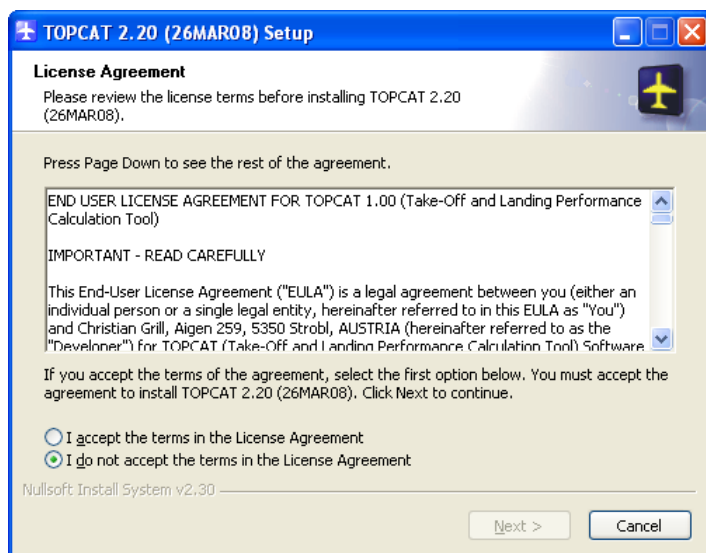 TOPCAT 2.20 (26MAR08) Setup
License Agreement
Please review the license terms before installing TOPCAT 2.20
(26MAR08).
Press Page Down to see the rest of the agreement.
END USER LICENSE AGREEMENT FOR TOPCAT 1.00 (Take-Off and Landing Performance
Calculation Tool)
IMPORTANT - READ CAREFULLY
This End-User License Agreement ("EULA") is a legal agreement between you (either an
individual person or a single legal entity, hereinafter referred to in this EULA as "You")
and Christian Grill, Aigen 259, 5350 Strobl, AUSTRIA (hereinafter referred to as the
"Developer") for TOPCAT (Take-Off and Landing Performance Calculation Tool) Software
If you accept the terms of the agreement, select the first option below. You must accept the
agreement to install TOPCAT 2.20 (26MAR08). Click Next to continue.
I accept the terms in the License Agreement
I do not accept the terms in the License Agreement
Nullsoft Install System v2.30
Next >
Cancel